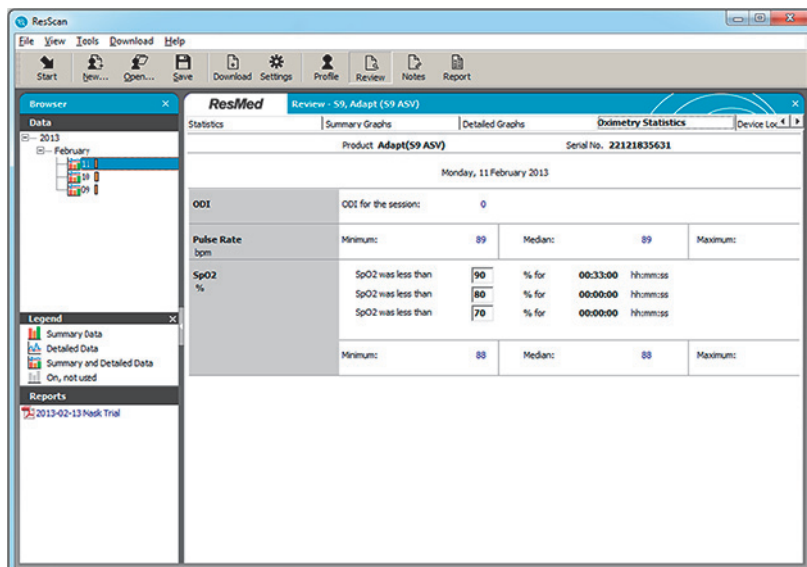 ResScan
File View Tools Download Help
Start New... Open... Save Download Settings Profile Review Notes Report
Browser
Data
2013
February
11
10
09
Legend
Summary Data
Detailed Data
Summary and Detailed Data
On, not used
Reports
2013-02-13 Nask Trial
ResMed Review - S9, Adapt (S9 ASV)
Statistics Summary Graphs Detailed Graphs Oximetry Statistics Device Loc
Product Adapt(S9 ASV) Serial No. 22121835631
Monday, 11 February 2013
ODI ODI for the session: 0
Pulse Rate Minimum: 89 Median: 89 Maximum:
bpm
SpO2 SpO2 was less than 90 % for 00:33:00 hh:mm:ss
% SpO2 was less than 80 % for 00:00:00 hh:mm:ss
SpO2 was less than 70 % for 00:00:00 hh:mm:ss
Minimum: 88 Median: 88 Maximum: